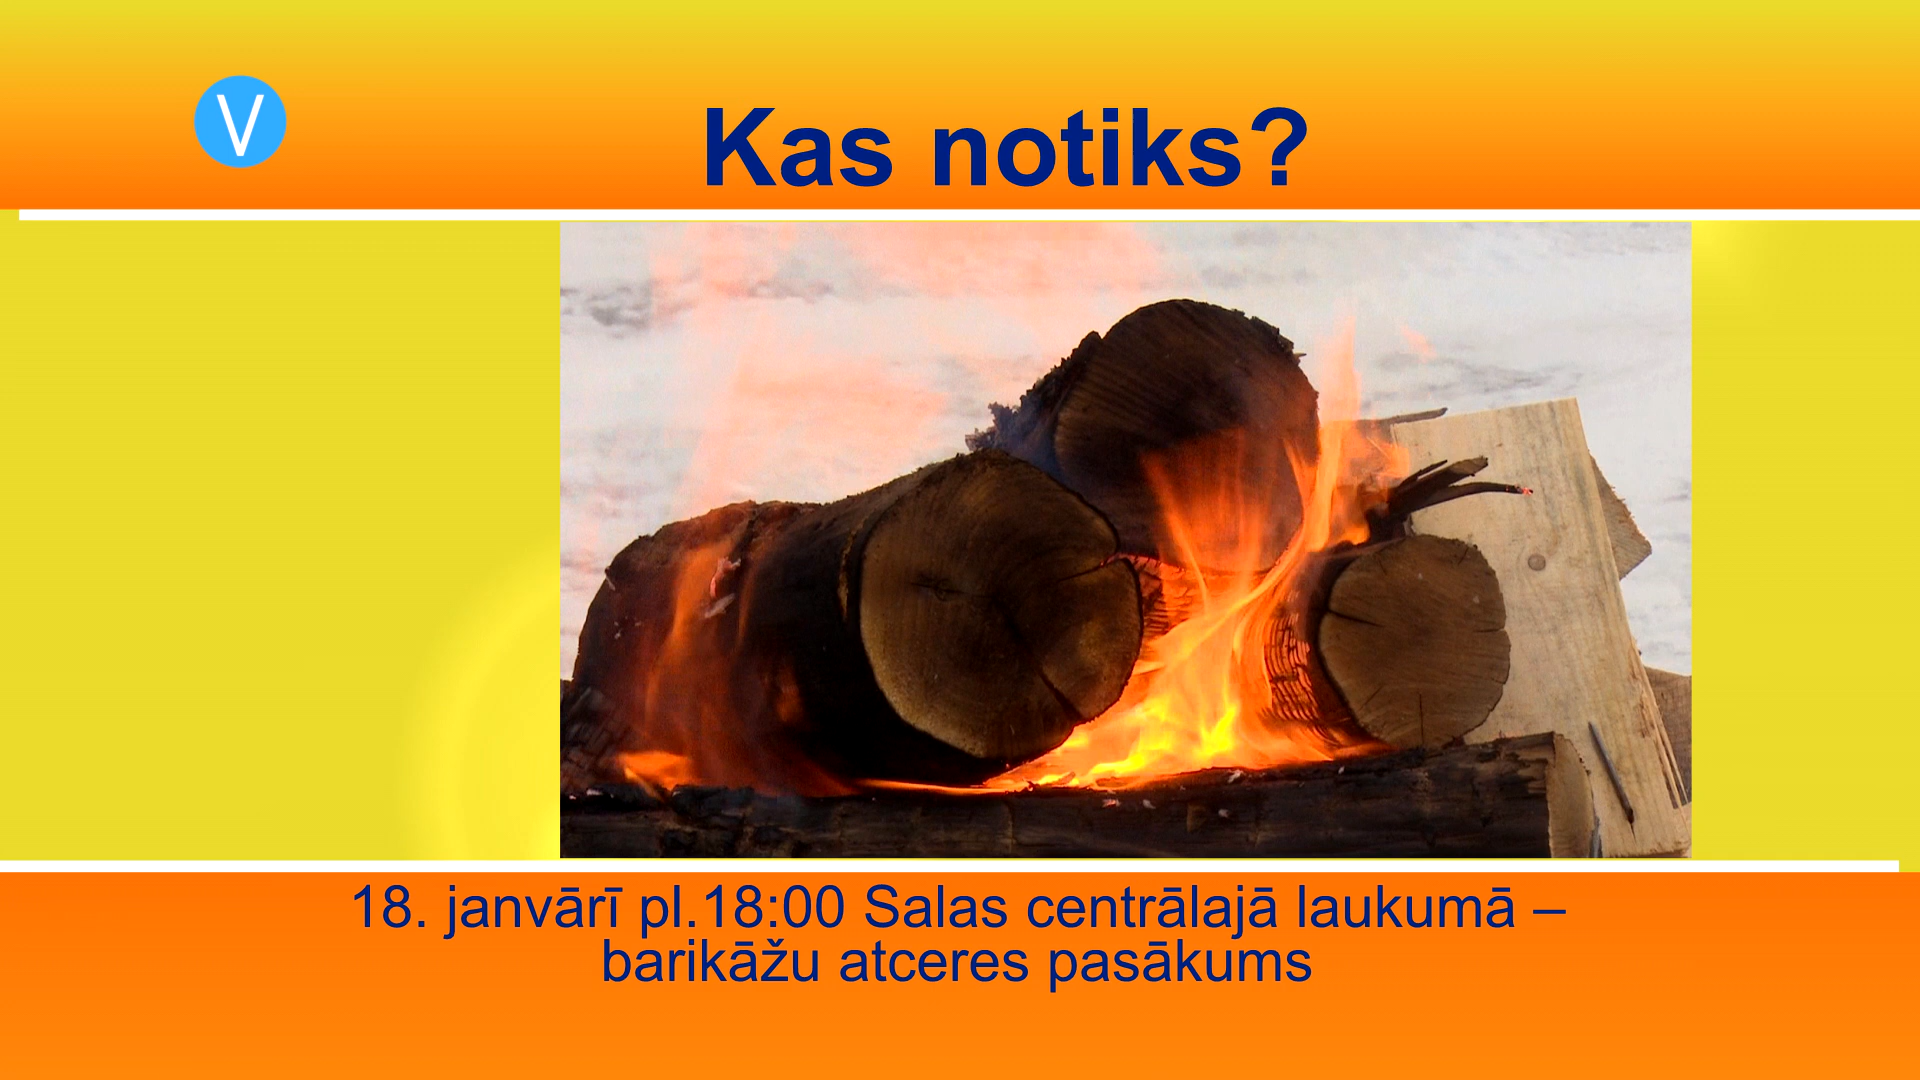 V
Kas notiks?
18. janvārī pl.18:00 Salas centrālajā laukumā –
barikāžu atceres pasākums